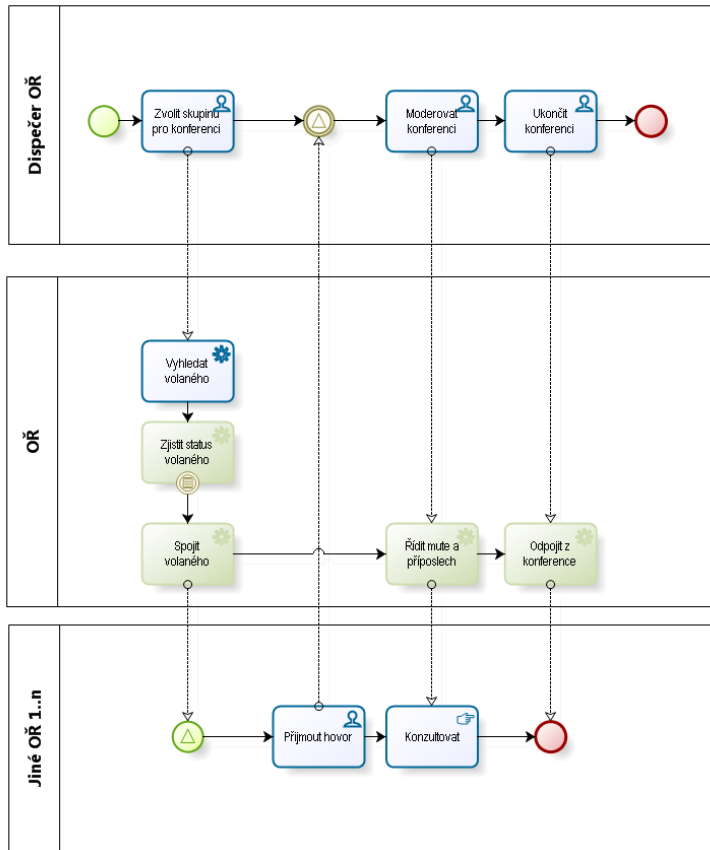 Dispečer OŘ
Zvolit skupinu
pro konferenci
Moderovat
konferenci
Ukončit
konferenci
OŘ
Vyhledat
volaného
Zjistit status
volaného
Spojit
volaného
Řídit mute a
příposlech
Odpojit z
konference
Jiné OŘ 1..n
Přijmout hovor
Konzultovat